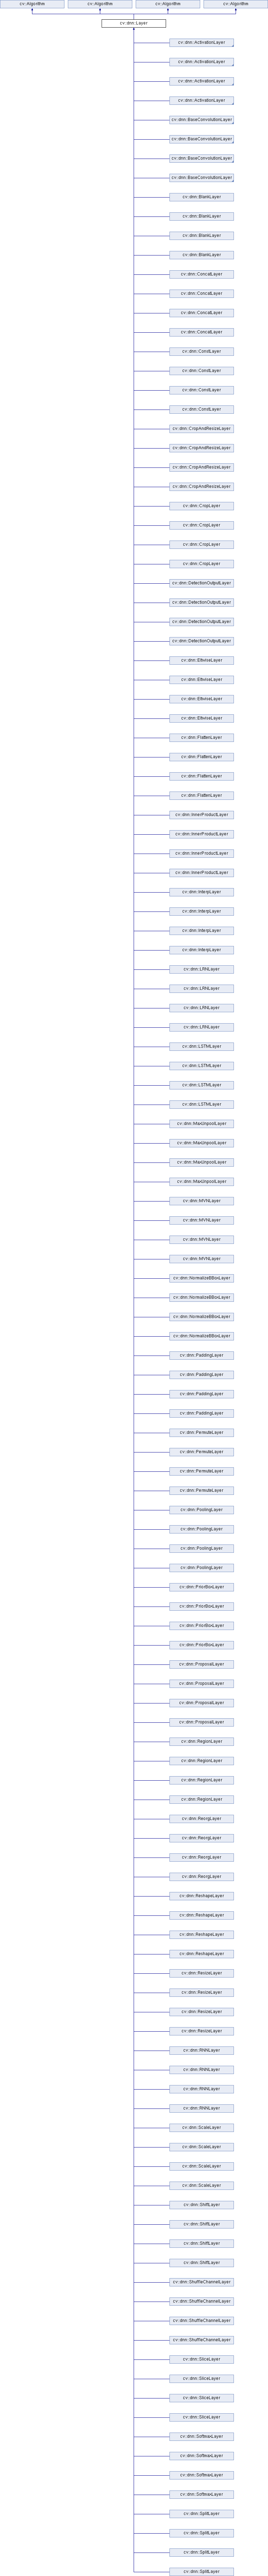 cv::Algorithm cv::Algorithm cv::Algorithm cv::Algorithm
cv::dnn::Layer
cv::dnn::ActivationLayer
cv::dnn::ActivationLayer
cv::dnn::ActivationLayer
cv::dnn::ActivationLayer
cv::dnn::BaseConvolutionLayer
cv::dnn::BaseConvolutionLayer
cv::dnn::BaseConvolutionLayer
cv::dnn::BaseConvolutionLayer
cv::dnn::BlankLayer
cv::dnn::BlankLayer
cv::dnn::BlankLayer
cv::dnn::BlankLayer
cv::dnn::ConcatLayer
cv::dnn::ConcatLayer
cv::dnn::ConcatLayer
cv::dnn::ConcatLayer
cv::dnn::ConstLayer
cv::dnn::ConstLayer
cv::dnn::ConstLayer
cv::dnn::ConstLayer
cv::dnn::CropAndResizeLayer
cv::dnn::CropAndResizeLayer
cv::dnn::CropAndResizeLayer
cv::dnn::CropAndResizeLayer
cv::dnn::CropLayer
cv::dnn::CropLayer
cv::dnn::CropLayer
cv::dnn::CropLayer
cv::dnn::DetectionOutputLayer
cv::dnn::DetectionOutputLayer
cv::dnn::DetectionOutputLayer
cv::dnn::DetectionOutputLayer
cv::dnn::EltwiseLayer
cv::dnn::EltwiseLayer
cv::dnn::EltwiseLayer
cv::dnn::EltwiseLayer
cv::dnn::FlattenLayer
cv::dnn::FlattenLayer
cv::dnn::FlattenLayer
cv::dnn::FlattenLayer
cv::dnn::InnerProductLayer
cv::dnn::InnerProductLayer
cv::dnn::InnerProductLayer
cv::dnn::InnerProductLayer
cv::dnn::InterpLayer
cv::dnn::InterpLayer
cv::dnn::InterpLayer
cv::dnn::InterpLayer
cv::dnn::LRNLayer
cv::dnn::LRNLayer
cv::dnn::LRNLayer
cv::dnn::LRNLayer
cv::dnn::LSTMLayer
cv::dnn::LSTMLayer
cv::dnn::LSTMLayer
cv::dnn::LSTMLayer
cv::dnn::MaxUnpoolLayer
cv::dnn::MaxUnpoolLayer
cv::dnn::MaxUnpoolLayer
cv::dnn::MaxUnpoolLayer
cv::dnn::MVNLayer
cv::dnn::MVNLayer
cv::dnn::MVNLayer
cv::dnn::MVNLayer
cv::dnn::NormalizeBBoxLayer
cv::dnn::NormalizeBBoxLayer
cv::dnn::NormalizeBBoxLayer
cv::dnn::NormalizeBBoxLayer
cv::dnn::PaddingLayer
cv::dnn::PaddingLayer
cv::dnn::PaddingLayer
cv::dnn::PaddingLayer
cv::dnn::PermuteLayer
cv::dnn::PermuteLayer
cv::dnn::PermuteLayer
cv::dnn::PermuteLayer
cv::dnn::PoolingLayer
cv::dnn::PoolingLayer
cv::dnn::PoolingLayer
cv::dnn::PoolingLayer
cv::dnn::PriorBoxLayer
cv::dnn::PriorBoxLayer
cv::dnn::PriorBoxLayer
cv::dnn::PriorBoxLayer
cv::dnn::ProposalLayer
cv::dnn::ProposalLayer
cv::dnn::ProposalLayer
cv::dnn::ProposalLayer
cv::dnn::RegionLayer
cv::dnn::RegionLayer
cv::dnn::RegionLayer
cv::dnn::RegionLayer
cv::dnn::ReorgLayer
cv::dnn::ReorgLayer
cv::dnn::ReorgLayer
cv::dnn::ReorgLayer
cv::dnn::ReshapeLayer
cv::dnn::ReshapeLayer
cv::dnn::ReshapeLayer
cv::dnn::ReshapeLayer
cv::dnn::ResizeLayer
cv::dnn::ResizeLayer
cv::dnn::ResizeLayer
cv::dnn::ResizeLayer
cv::dnn::RNNLayer
cv::dnn::RNNLayer
cv::dnn::RNNLayer
cv::dnn::RNNLayer
cv::dnn::ScaleLayer
cv::dnn::ScaleLayer
cv::dnn::ScaleLayer
cv::dnn::ScaleLayer
cv::dnn::ShiftLayer
cv::dnn::ShiftLayer
cv::dnn::ShiftLayer
cv::dnn::ShiftLayer
cv::dnn::ShuffleChannelLayer
cv::dnn::ShuffleChannelLayer
cv::dnn::ShuffleChannelLayer
cv::dnn::ShuffleChannelLayer
cv::dnn::SliceLayer
cv::dnn::SliceLayer
cv::dnn::SliceLayer
cv::dnn::SliceLayer
cv::dnn::SoftmaxLayer
cv::dnn::SoftmaxLayer
cv::dnn::SoftmaxLayer
cv::dnn::SoftmaxLayer
cv::dnn::SplitLayer
cv::dnn::SplitLayer
cv::dnn::SplitLayer
cv::dnn::SplitLayer